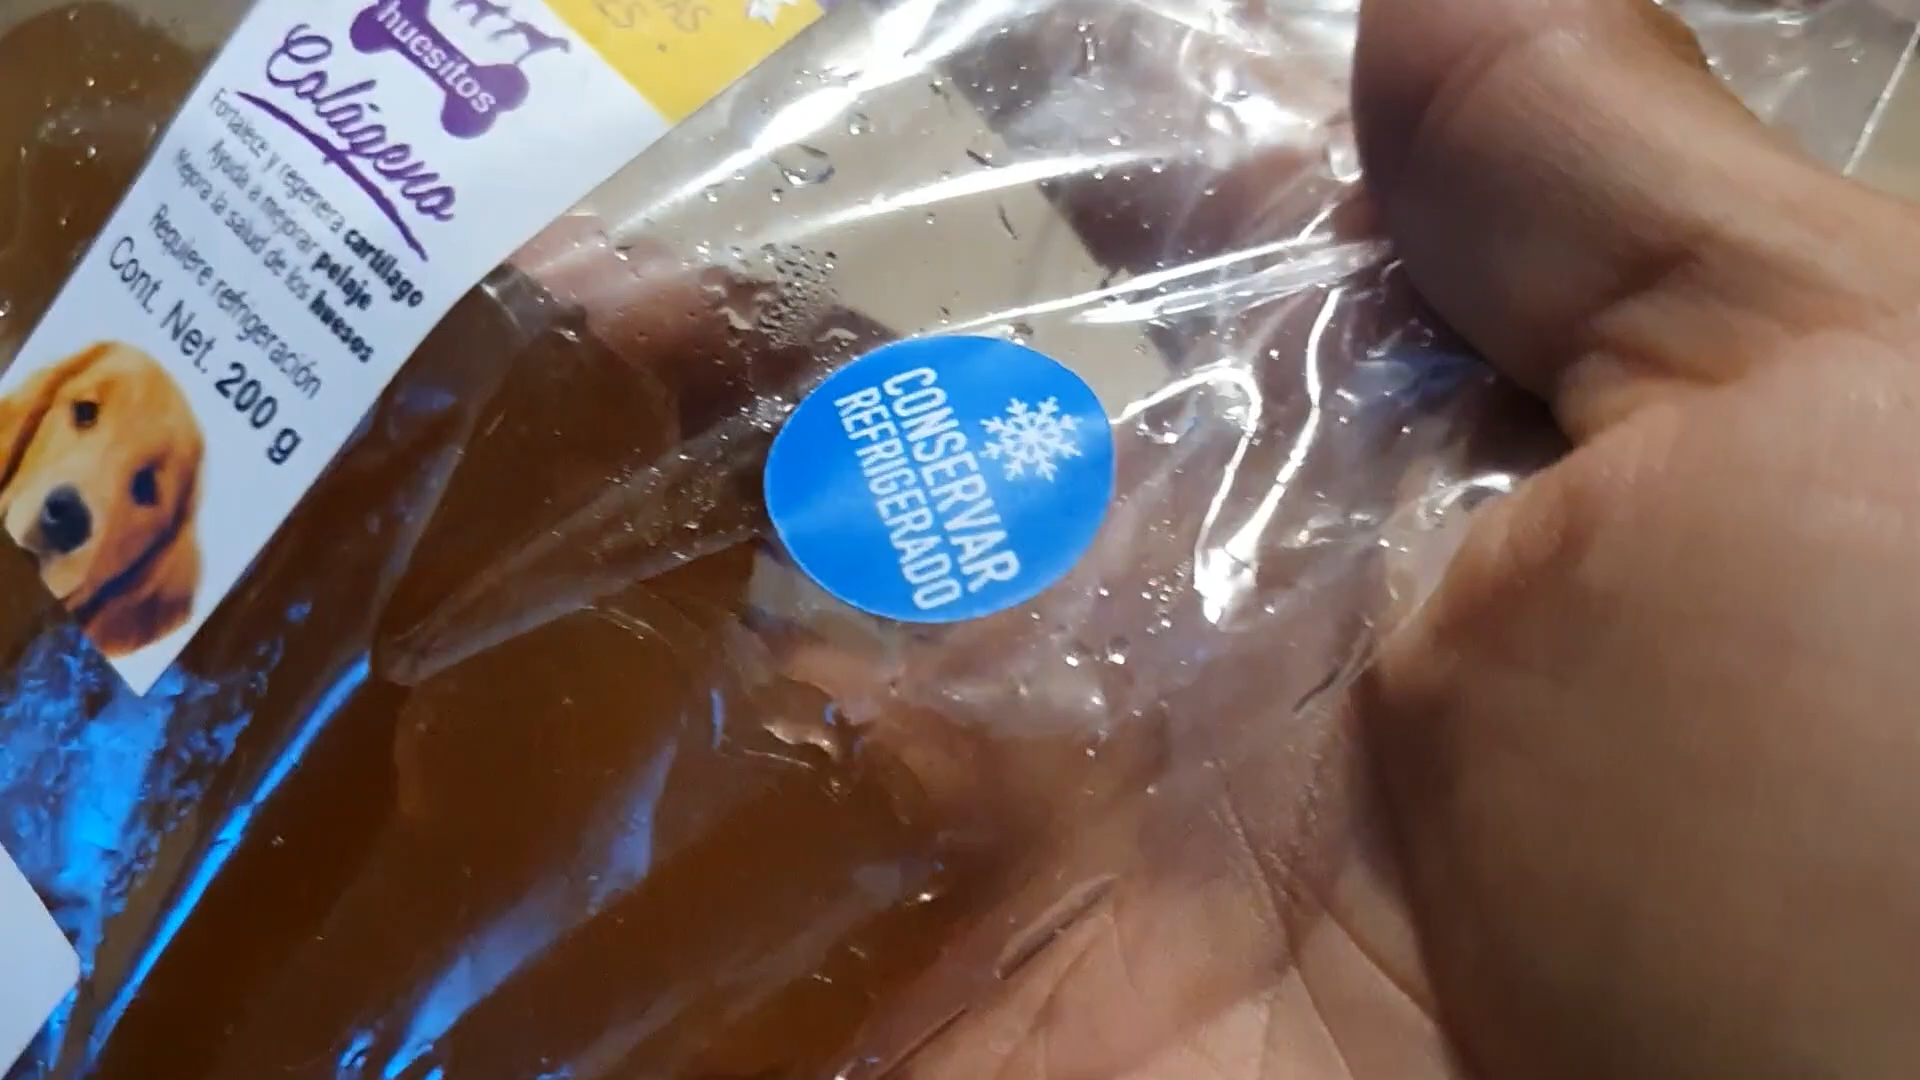 huesitos
Colágeno
Fortalece y regenera cartílago
Ayuda a mejorar pelaje
Mejora la salud de los huesos
Requiere refrigeración
Cont. Net. 200 g
CONSERVAR
REFRIGERADO